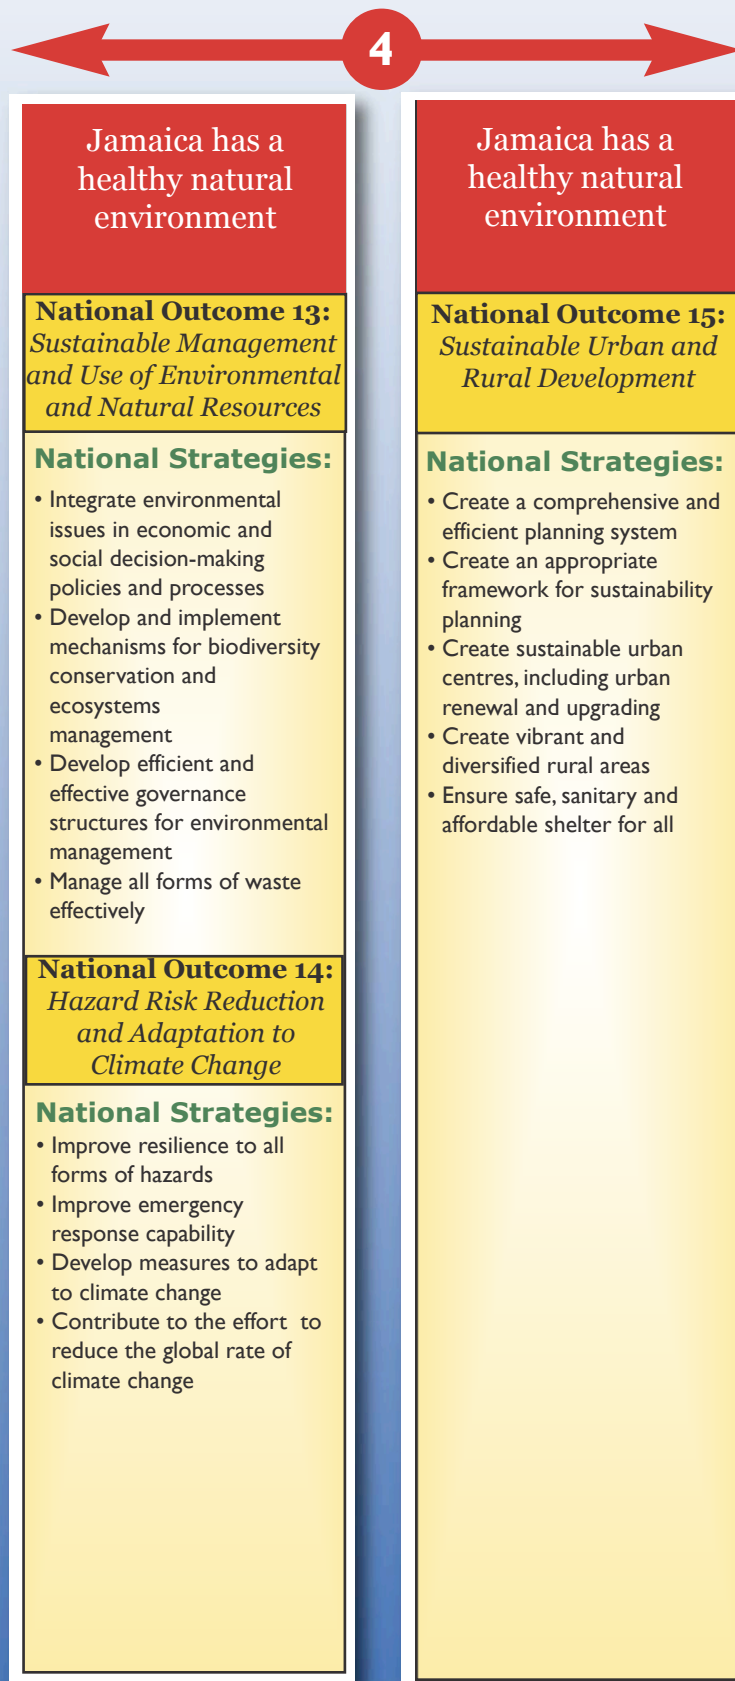 4
Jamaica has a
healthy natural
environment
National Outcome 13:
Sustainable Management
and Use of Environmental
and Natural Resources
National Strategies:
• Integrate environmental
issues in economic and
social decision-making
policies and processes
• Develop and implement
mechanisms for biodiversity
conservation and
ecosystems
management
• Develop efficient and
effective governance
structures for environmental
management
• Manage all forms of waste
effectively
National Outcome 14:
Hazard Risk Reduction
and Adaptation to
Climate Change
National Strategies:
• Improve resilience to all
forms of hazards
• Improve emergency
response capability
• Develop measures to adapt
to climate change
• Contribute to the effort to
reduce the global rate of
climate change
Jamaica has a
healthy natural
environment
National Outcome 15:
Sustainable Urban and
Rural Development
National Strategies:
• Create a comprehensive and
efficient planning system
• Create an appropriate
framework for sustainability
planning
• Create sustainable urban
centres, including urban
renewal and upgrading
• Create vibrant and
diversified rural areas
• Ensure safe, sanitary and
affordable shelter for all